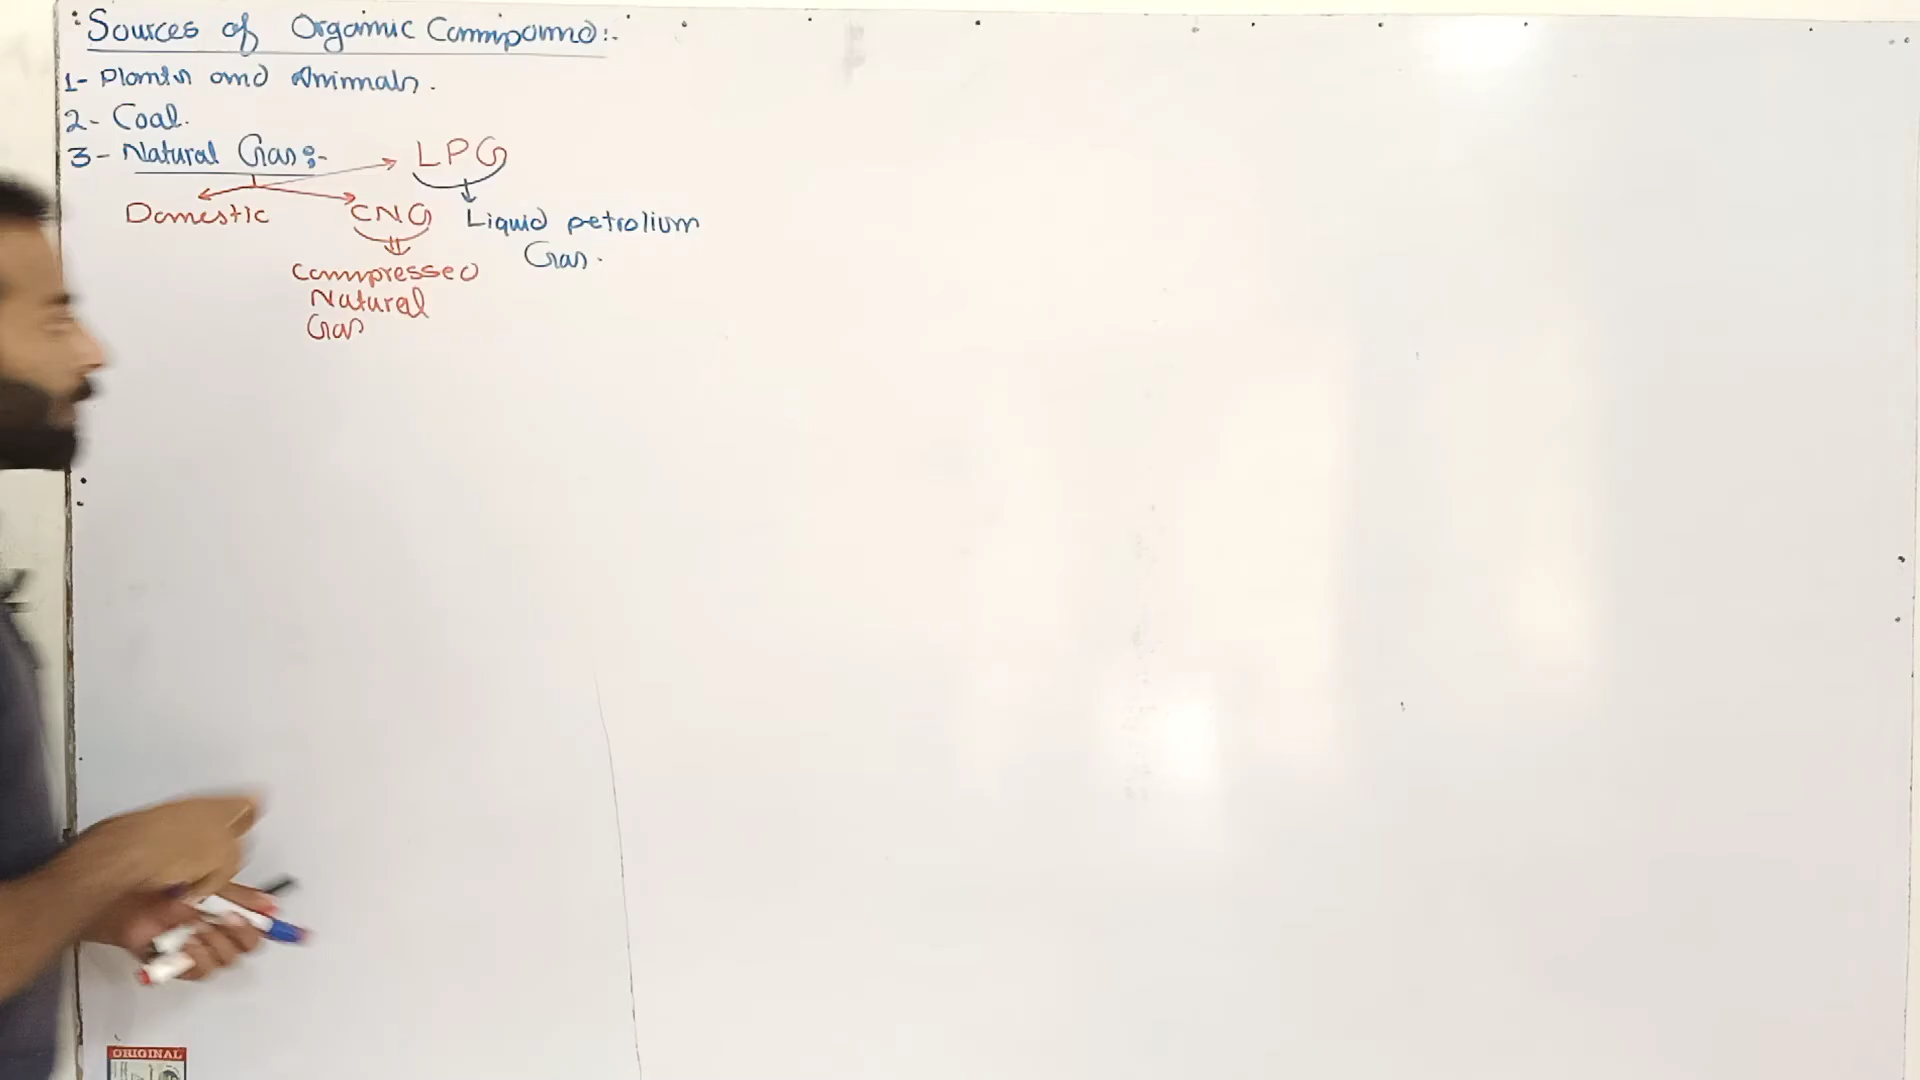 Sources of Organic Compound:-
1- Plants and Animals.
2- Coal.
3- Natural Gas:-
LPG
Domestic
CNG
Liquid petrolium
Gas.
Compressed
Natural
Gas
ORIGINAL